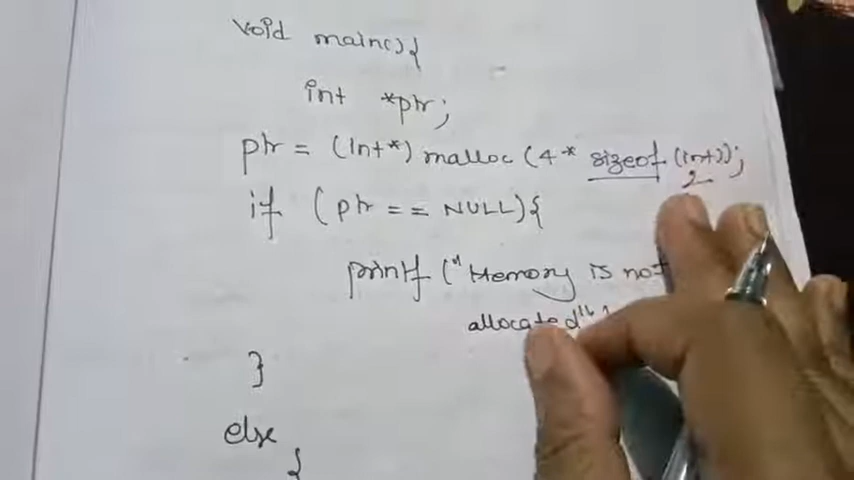 void main(){
int *ptr;
ptr = (int*) malloc (4* sizeof (int));
2
if (ptr == NULL){
printf ("Memory is not
allocated"
}
else
{